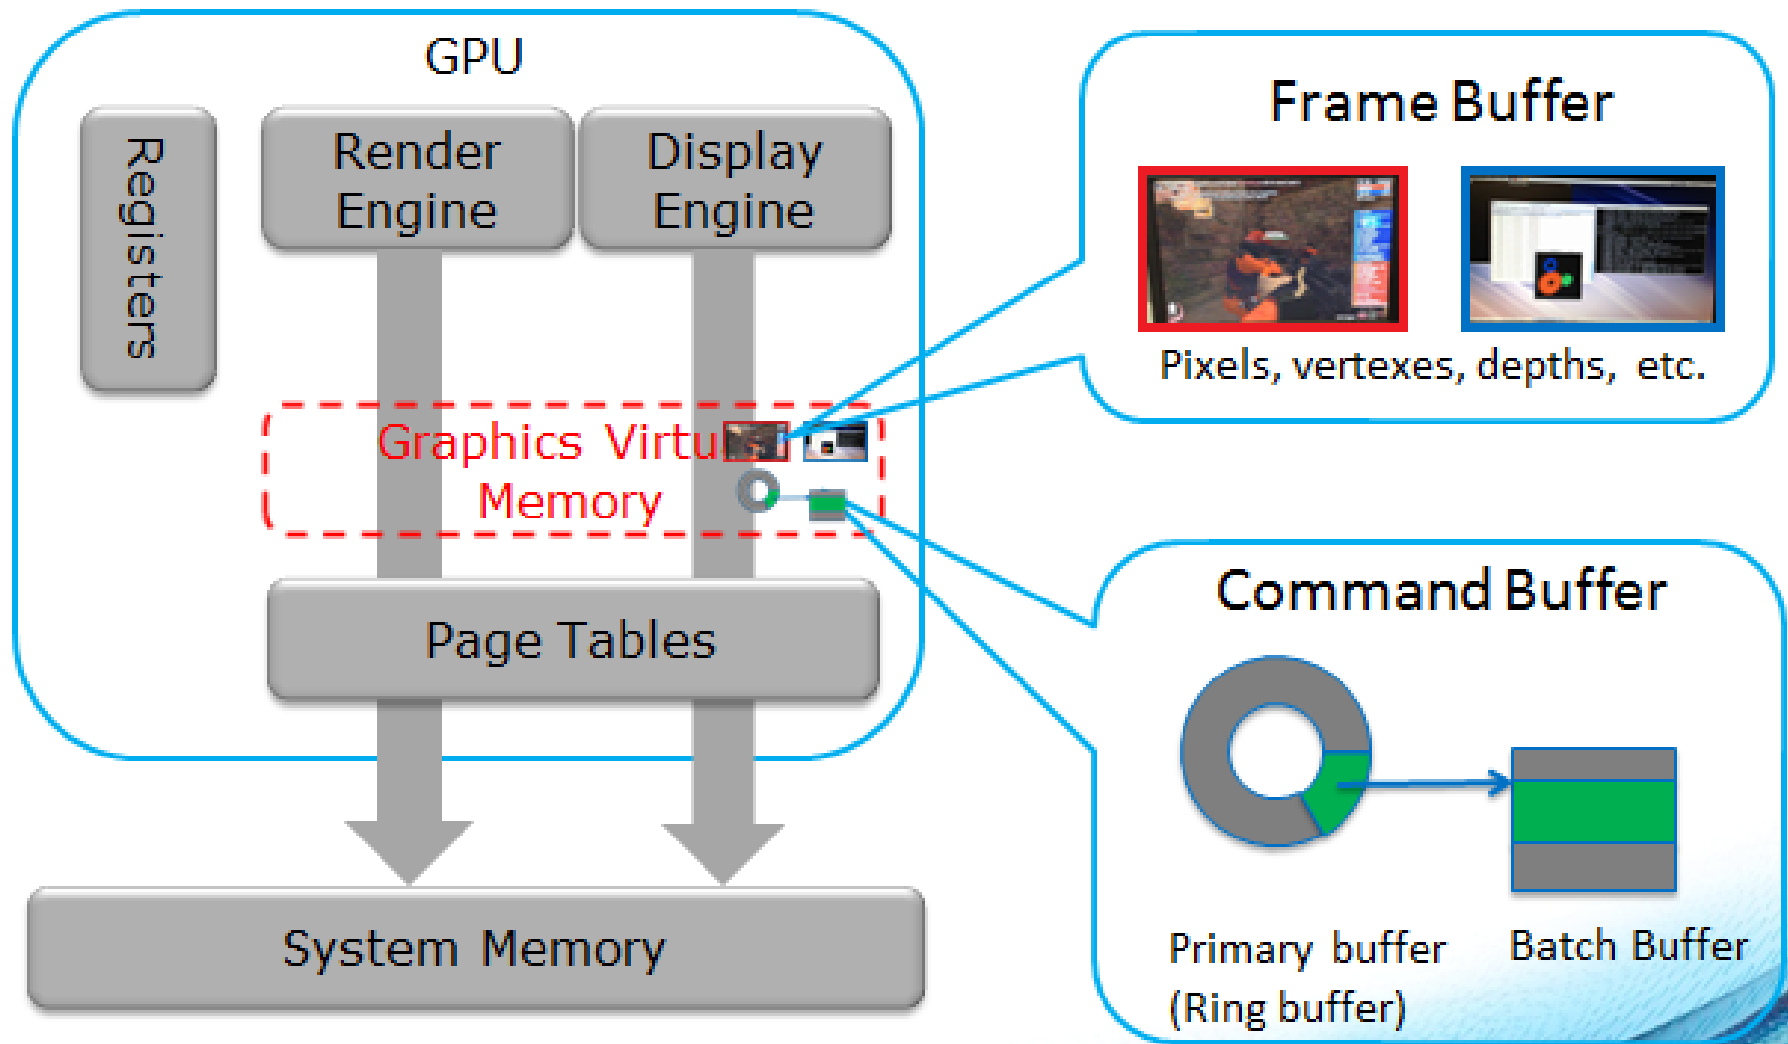 GPU
Registers
Render
Engine
Display
Engine
Graphics Virtu
Memory
Page Tables
System Memory
Frame Buffer
Pixels, vertexes, depths, etc.
Command Buffer
Primary buffer
(Ring buffer)
Batch Buffer